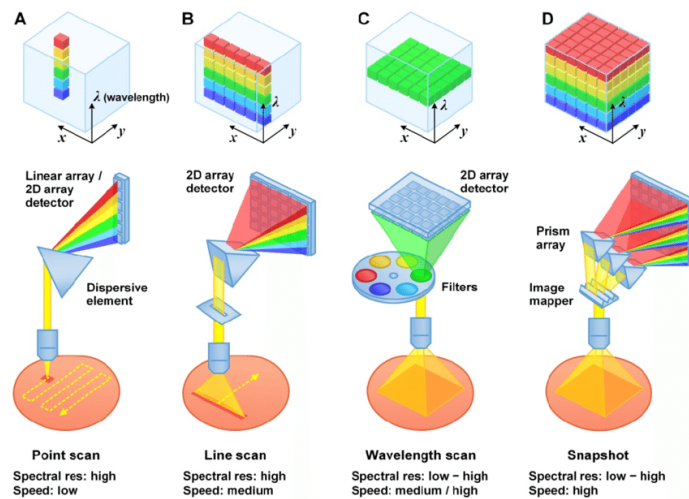 A
B
C
D
λ (wavelength)
x
y
λ
x
y
λ
x
y
λ
x
y
Linear array /
2D array
detector
Dispersive
element
2D array
detector
2D array
detector
Filters
Prism
array
Image
mapper
Point scan
Spectral res: high
Speed: low
Line scan
Spectral res: high
Speed: medium
Wavelength scan
Spectral res: low – high
Speed: medium / high
Snapshot
Spectral res: low – high
Speed: high